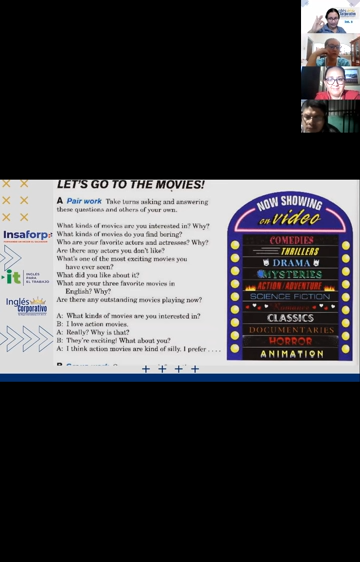 LET'S GO TO THE MOVIES!
A Pair work Take turns asking and answering
these questions and others of your own.
What kinds of movies are you interested in? Why?
What kinds of movies do you find boring?
Who are your favorite actors and actresses? Why?
Are there any actors you don't like?
What's one of the most exciting movies you
have ever seen?
What did you like about it?
What are your three favorite movies in
English? Why?
Are there any outstanding movies playing now?
A: What kinds of movies are you interested in?
B: I love action movies.
A: Really? Why is that?
B: They're exciting! What about you?
A: I think action movies are kind of silly. I prefer . . . .
NOW SHOWING
on video
COMEDIES
THRILLERS
DRAMA
MYSTERIES
ACTION ADVENTURE
SCIENCE FICTION
CLASSICS
DOCUMENTARIES
HORROR
ANIMATION
Insaforp
it
INGLÉS
PARA
EL TRABAJO
Inglés
Corporativo